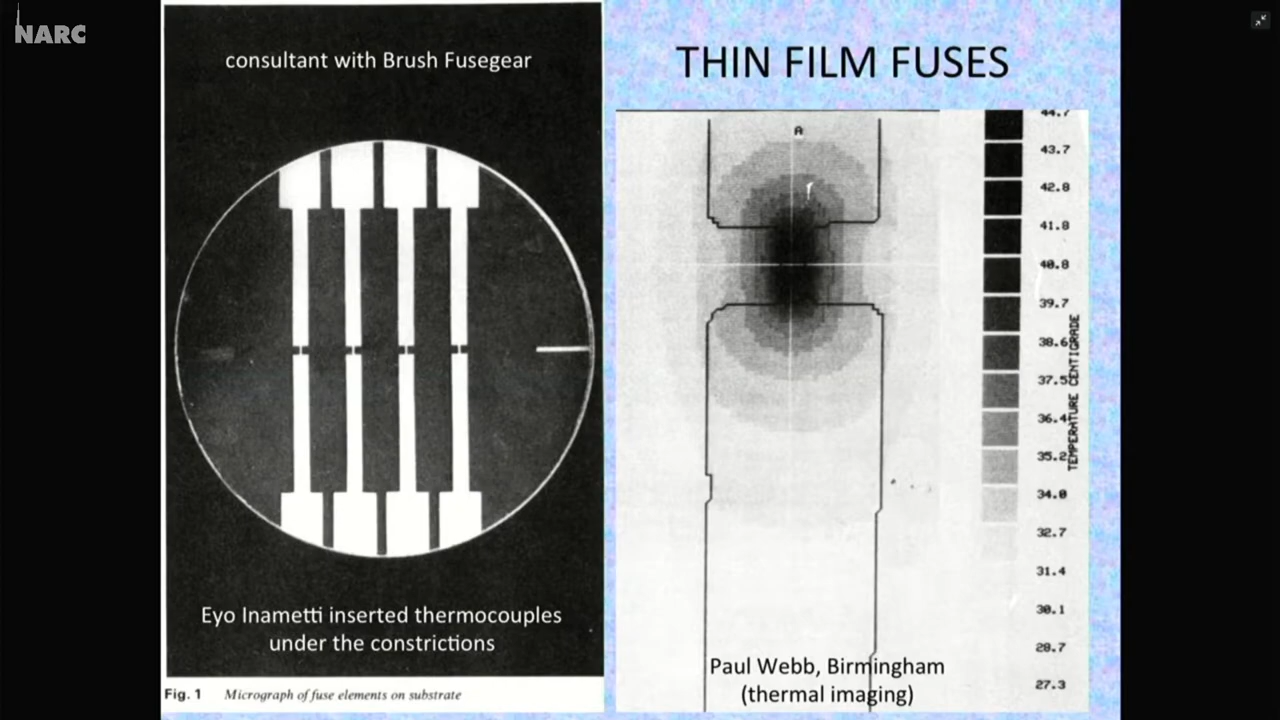 NARC
consultant with Brush Fusegear
Eyo Inametti inserted thermocouples
under the constrictions
Fig. 1 Micrograph of fuse elements on substrate
THIN FILM FUSES
A
44.7
43.7
42.8
41.8
40.8
39.7
38.6
37.5
36.4
35.2
34.0
32.7
31.4
30.1
28.7
27.3
TEMPERATURE CENTIGRADE
Paul Webb, Birmingham
(thermal imaging)